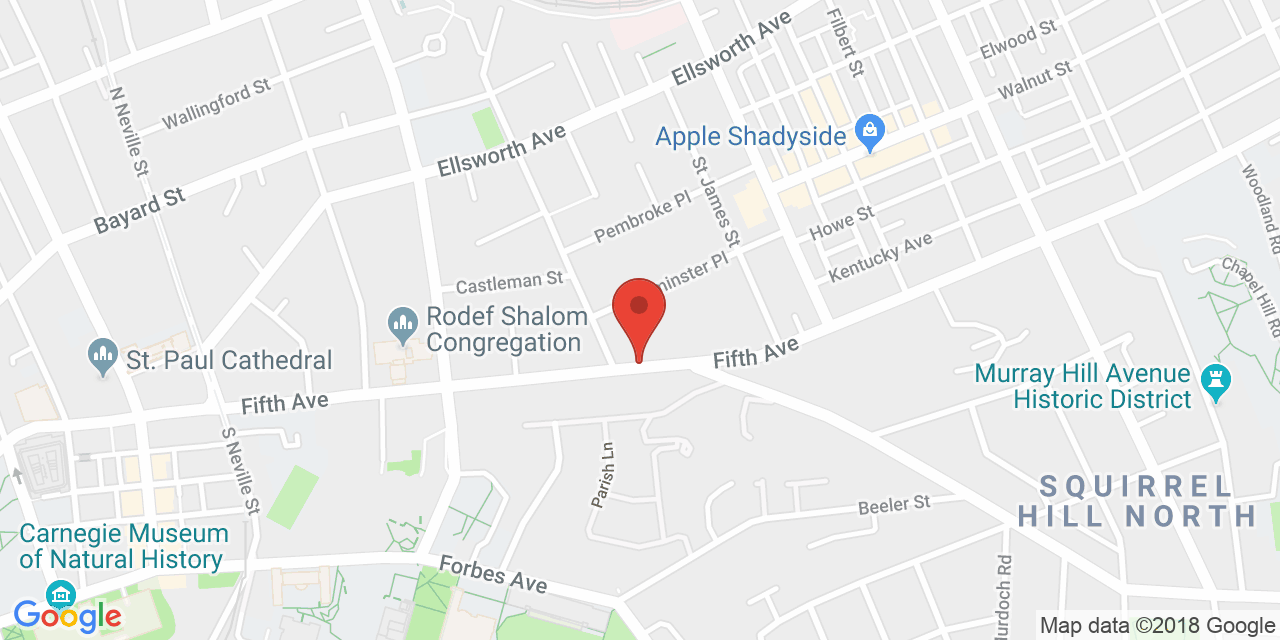 Ellsworth Ave
Filbert St
Elwood St
Walnut St
N Neville St
Wallingford St
Apple Shadyside
Ellsworth Ave
St James St
Woodland Rd
Bayard St
Pembroke Pl
Howe St
Kentucky Ave
minster Pl
Chapel Hill Rd
Castleman St
Rodef Shalom
Congregation
St. Paul Cathedral
Fifth Ave
Murray Hill Avenue
Historic District
Fifth Ave
S Neville St
Parish Ln
SQUIRREL
HILL NORTH
Beeler St
Carnegie Museum
of Natural History
Forbes Ave
Murdoch Rd
Google
Map data ©2018 Google